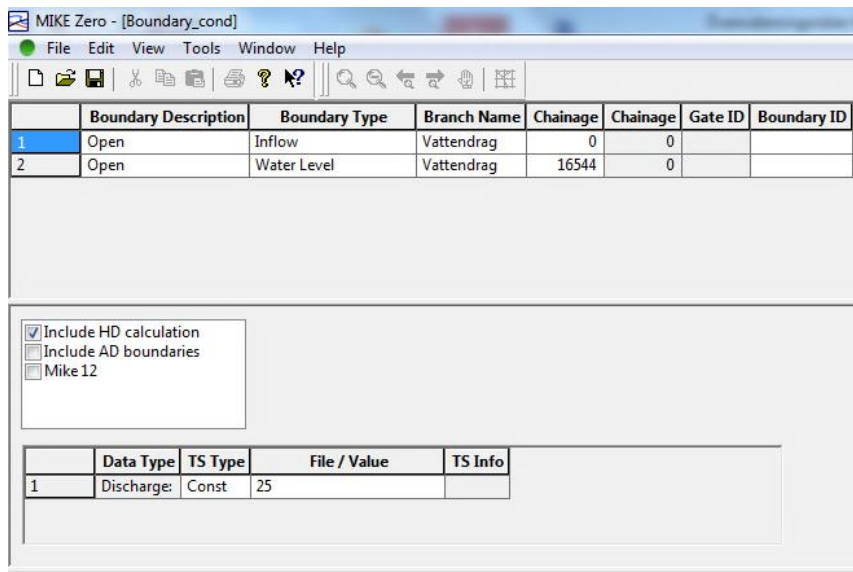 MIKE Zero - [Boundary_cond]
File Edit View Tools Window Help
Boundary Description Boundary Type Branch Name Chainage Chainage Gate ID Boundary ID
1 Open Inflow Vattendrag 0 0
2 Open Water Level Vattendrag 16544 0
Include HD calculation
Include AD boundaries
Mike 12
Data Type TS Type File / Value TS Info
1 Discharge: Const 25